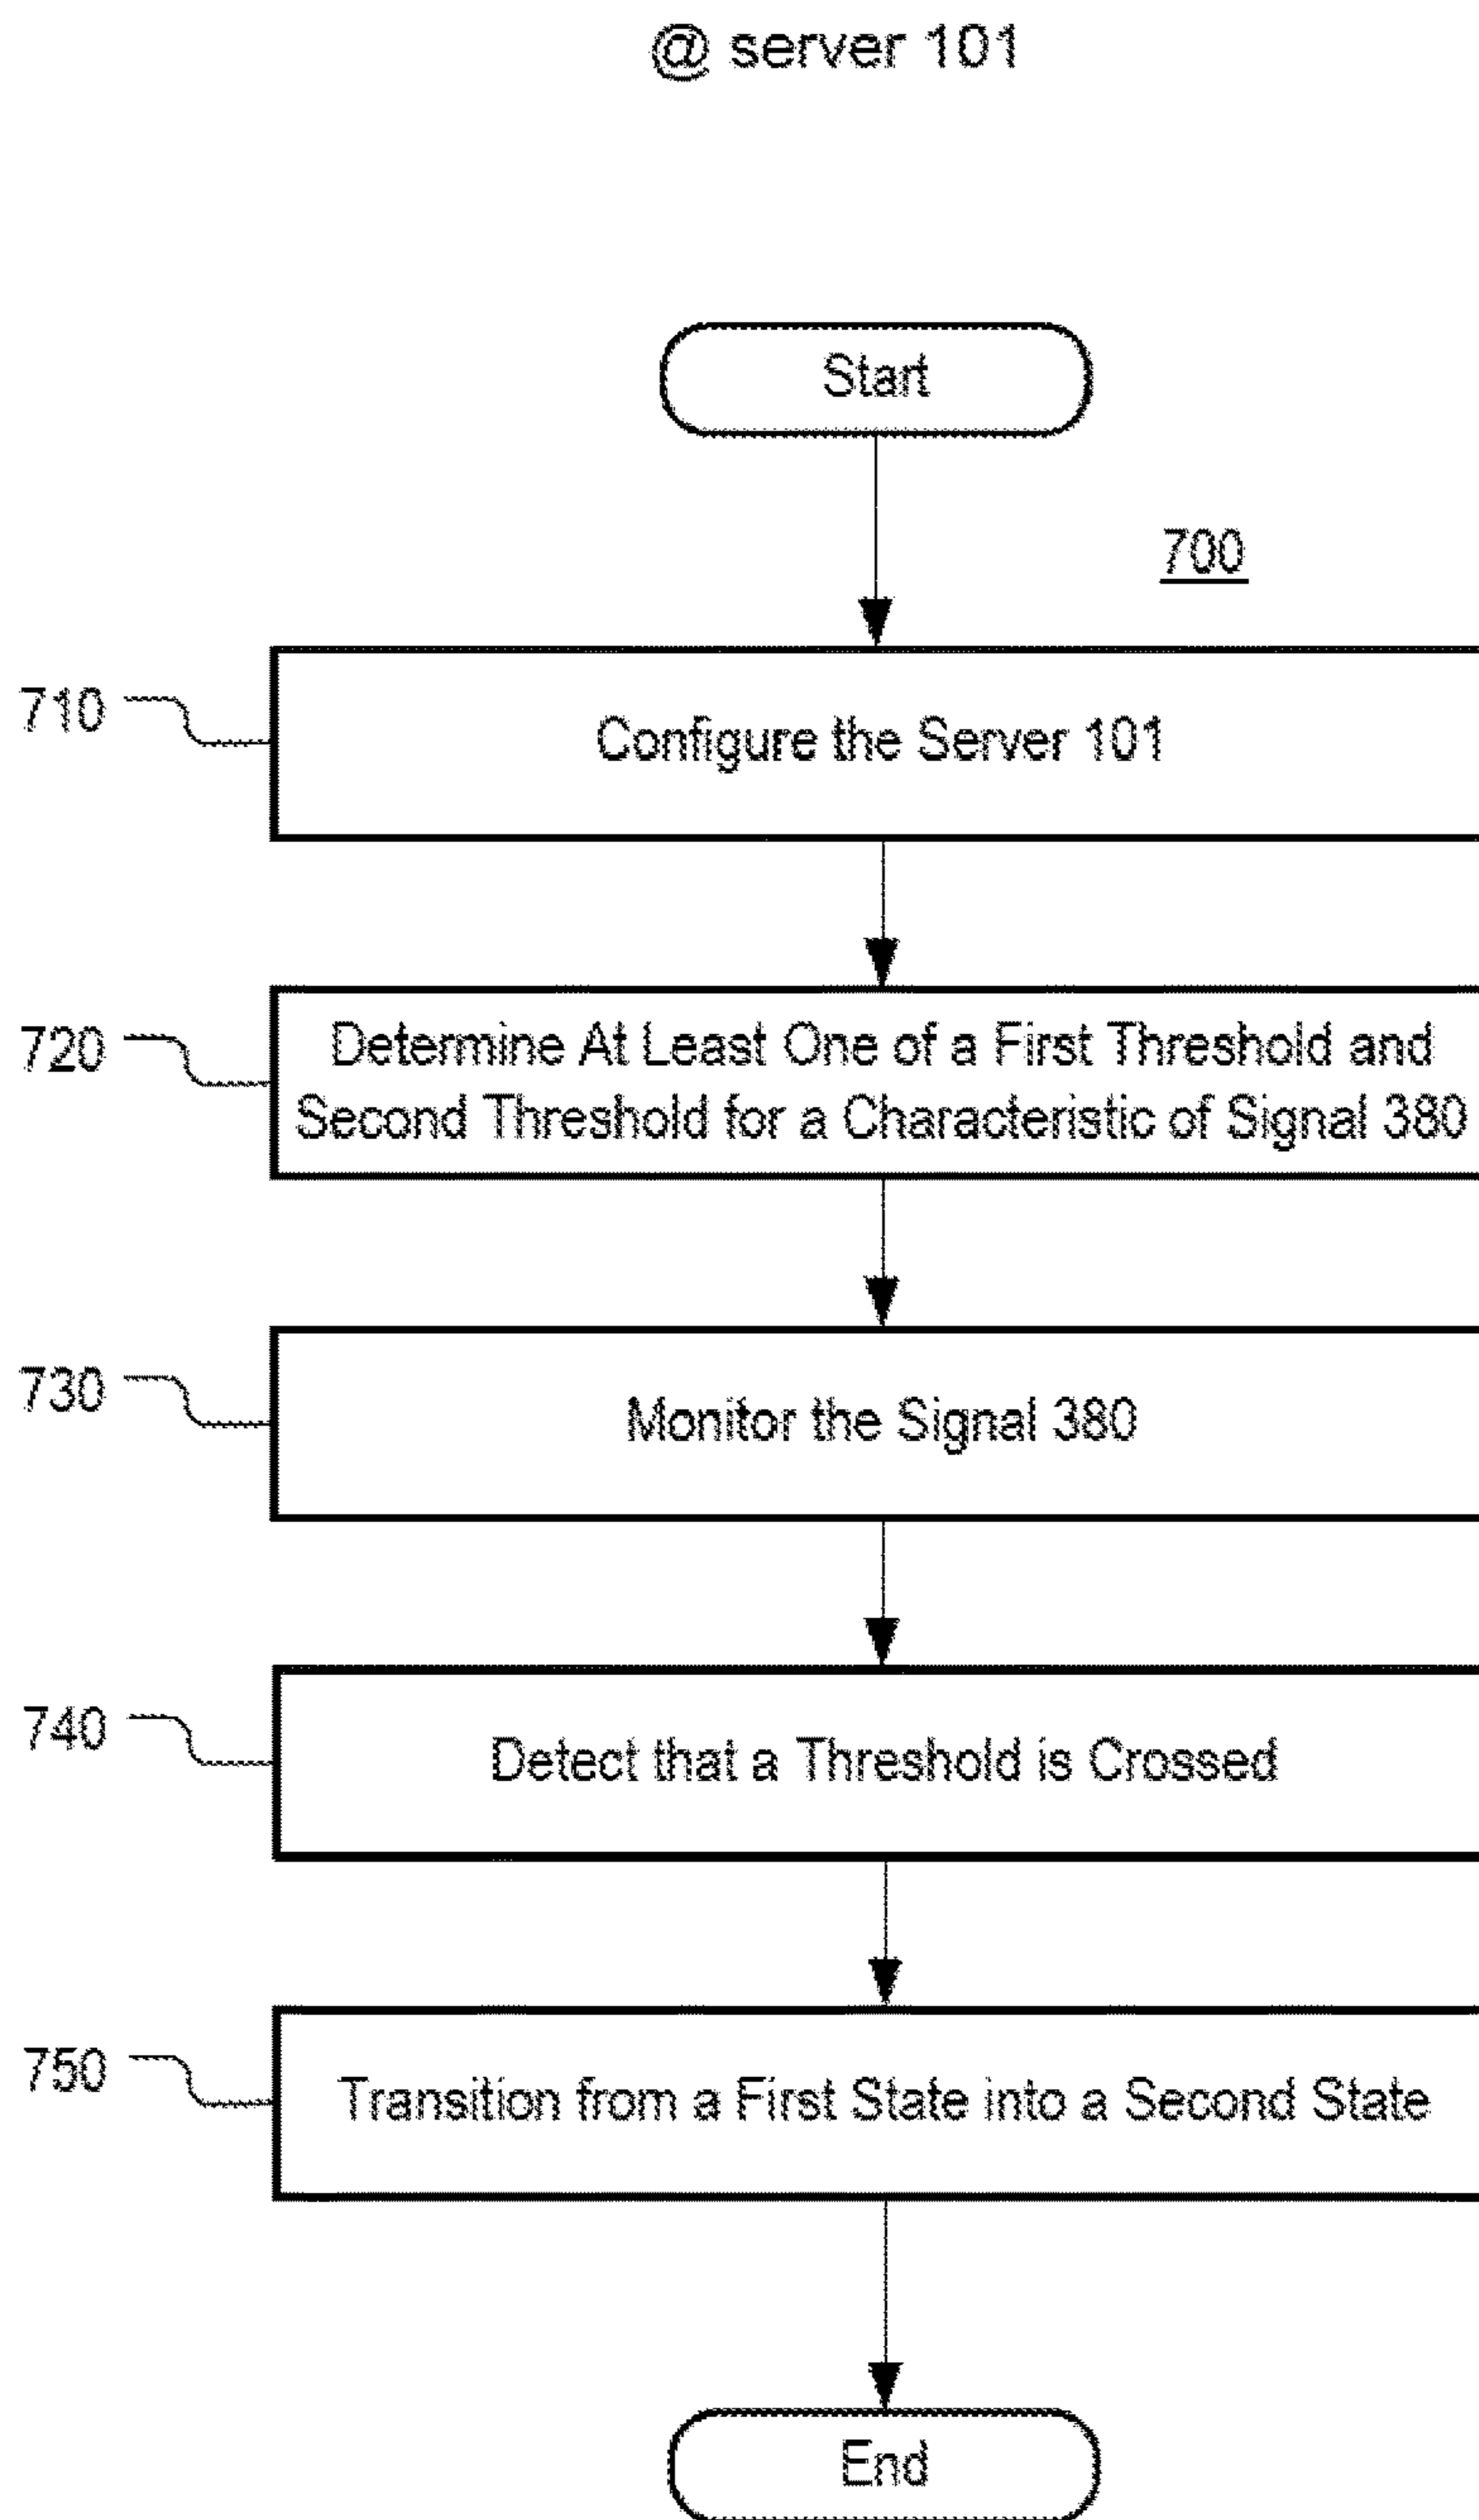 @ server 101
Start
700
710
Configure the Server 101
720
Determine At Least One of a First Threshold and
Second Threshold for a Characteristic of Signal 380
730
Monitor the Signal 380
740
Detect that a Threshold is Crossed
750
Transition from a First State into a Second State
End